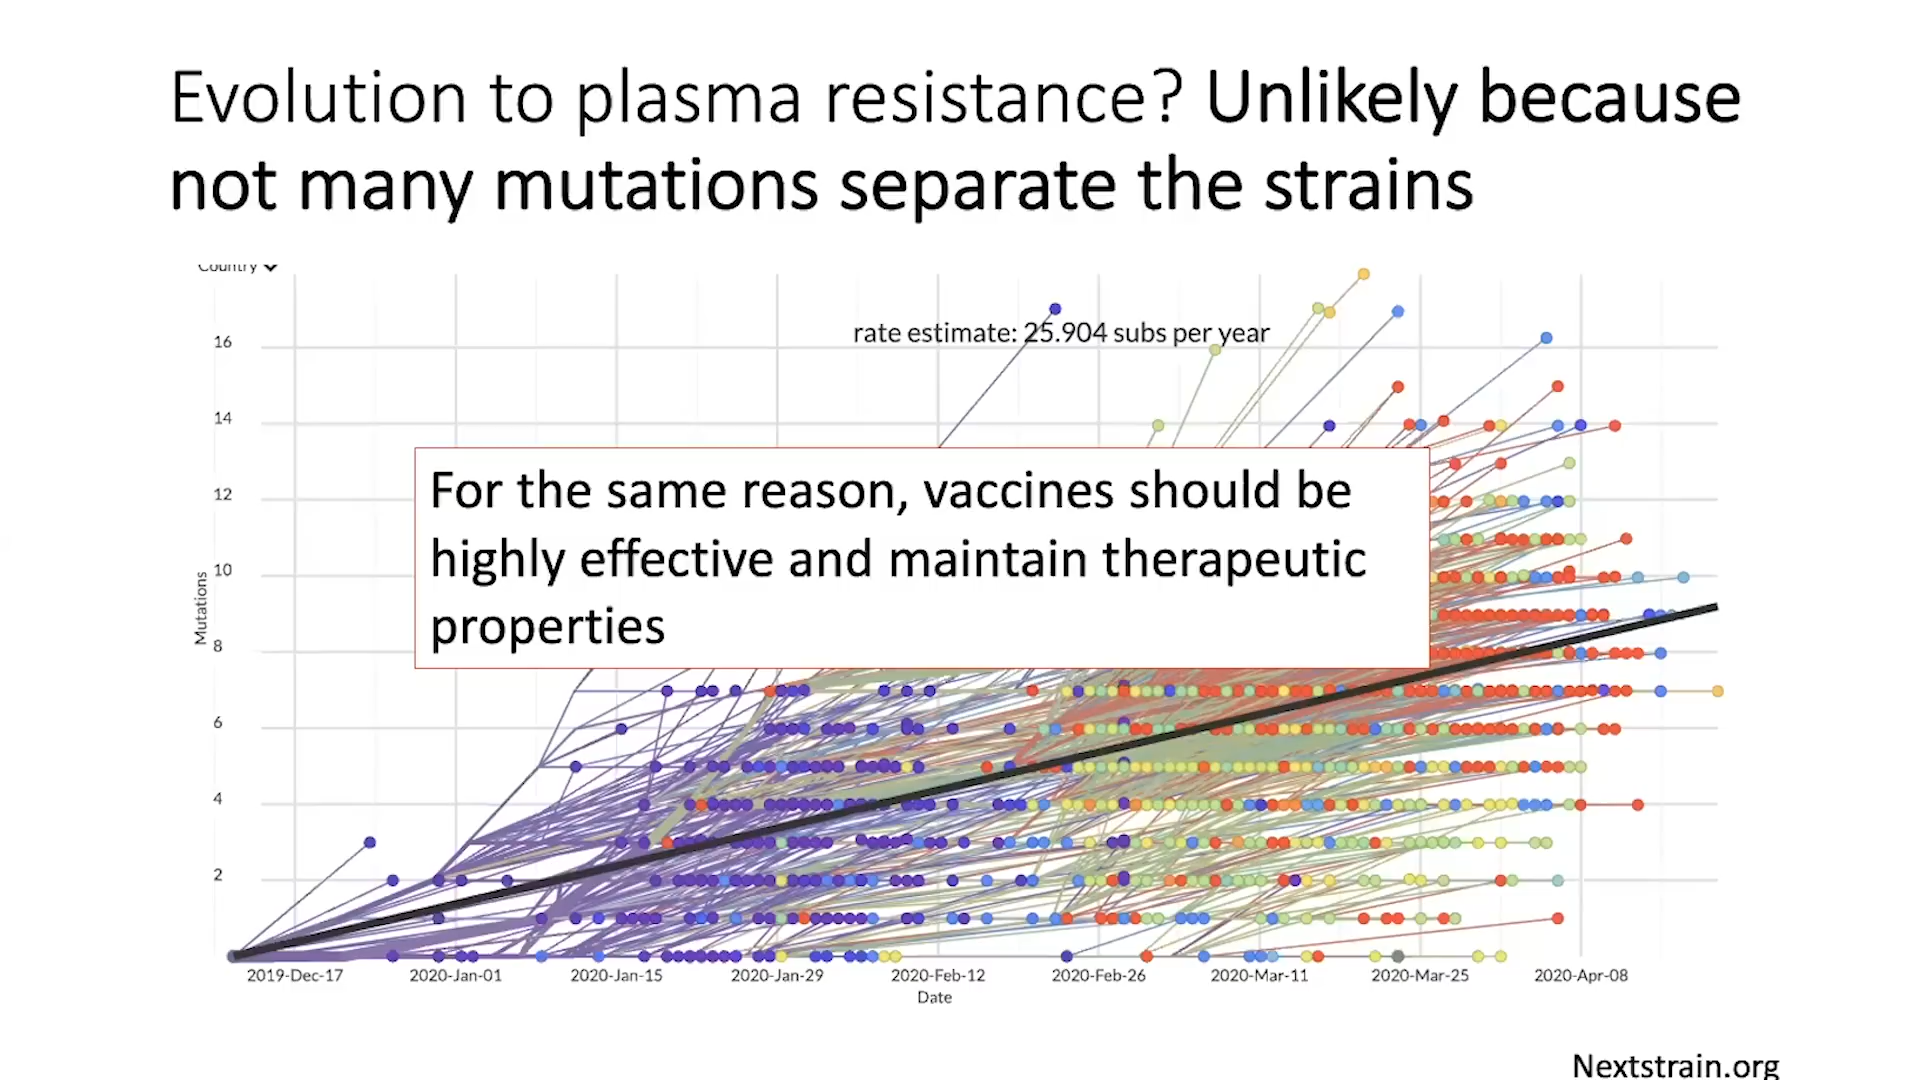 Evolution to plasma resistance? Unlikely because
not many mutations separate the strains
Country
rate estimate: 25.904 subs per year
16
14
12
10
8
6
4
2
Mutations
For the same reason, vaccines should be
highly effective and maintain therapeutic
properties
2019-Dec-17 2020-Jan-01 2020-Jan-15 2020-Jan-29 2020-Feb-12 2020-Feb-26 2020-Mar-11 2020-Mar-25 2020-Apr-08
Date
Nextstrain.org